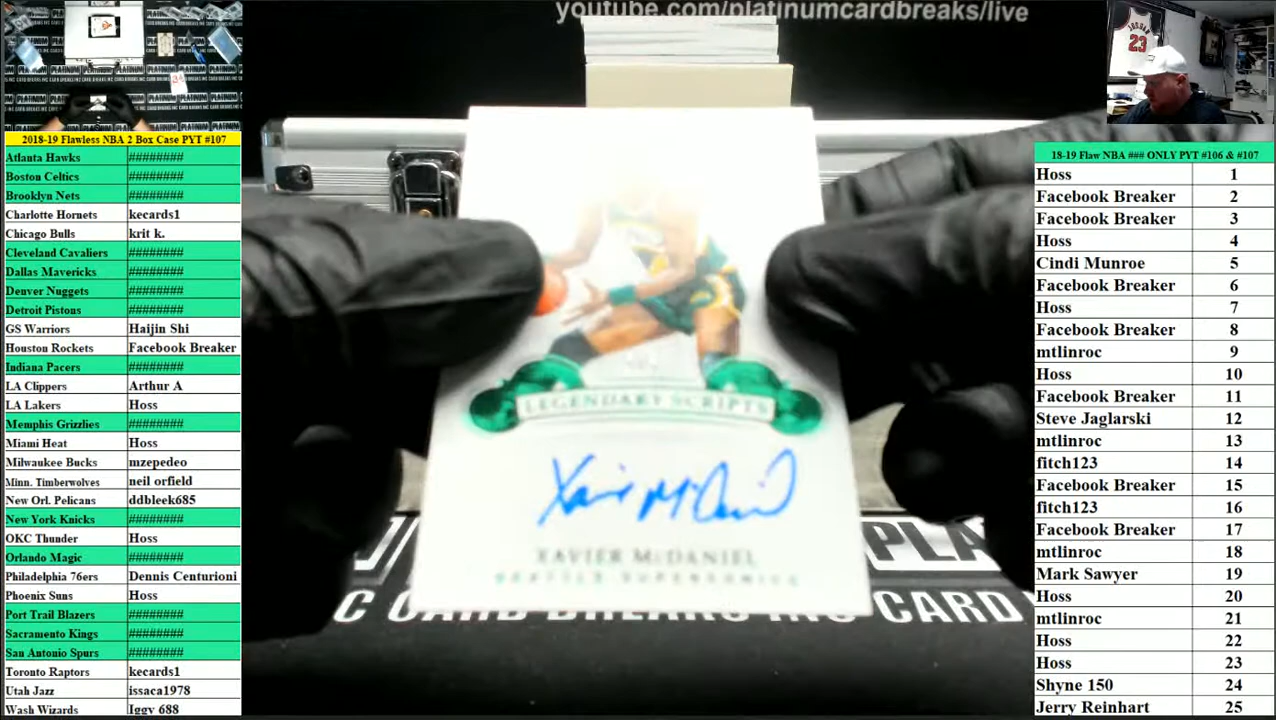 youtube.com/platinumcardbreaks/live
2018-19 Flawless NBA 2 Box Case PYT #107
Atlanta Hawks ########
Boston Celtics ########
Brooklyn Nets ########
Charlotte Hornets kecards1
Chicago Bulls krit k.
Cleveland Cavaliers ########
Dallas Mavericks ########
Denver Nuggets ########
Detroit Pistons ########
GS Warriors Haijin Shi
Houston Rockets Facebook Breaker
Indiana Pacers ########
LA Clippers Arthur A
LA Lakers Hoss
Memphis Grizzlies ########
Miami Heat Hoss
Milwaukee Bucks mzepedeo
Minn. Timberwolves neil orfield
New Orl. Pelicans ddbleek685
New York Knicks ########
OKC Thunder Hoss
Orlando Magic ########
Philadelphia 76ers Dennis Centurioni
Phoenix Suns Hoss
Port Trail Blazers ########
Sacramento Kings ########
San Antonio Spurs ########
Toronto Raptors kecards1
Utah Jazz issaca1978
Wash Wizards Iggy 688
LEGENDARY SCRIPTS
XAVIER McDANIEL
SEATTLE SUPERSONICS
PLA
C CARD BREAKS INC CARD
JORDAN
23
18-19 Flaw NBA ### ONLY PYT #106 & #107
Hoss 1
Facebook Breaker 2
Facebook Breaker 3
Hoss 4
Cindi Munroe 5
Facebook Breaker 6
Hoss 7
Facebook Breaker 8
mtlinroc 9
Hoss 10
Facebook Breaker 11
Steve Jaglarski 12
mtlinroc 13
fitch123 14
Facebook Breaker 15
fitch123 16
Facebook Breaker 17
mtlinroc 18
Mark Sawyer 19
Hoss 20
mtlinroc 21
Hoss 22
Hoss 23
Shyne 150 24
Jerry Reinhart 25